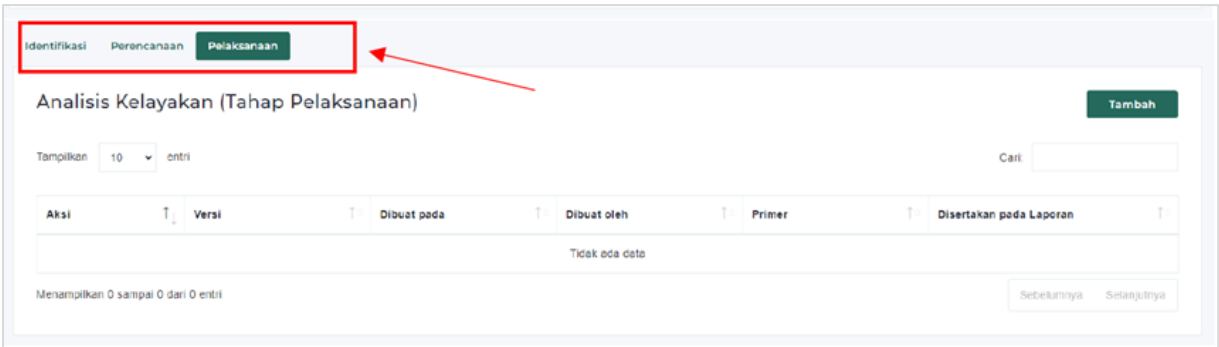 Identifikasi Perencanaan Pelaksanaan
Analisis Kelayakan (Tahap Pelaksanaan) Tambah
Tampilkan 10 entri Cari:
Aksi Versi Dibuat pada Dibuat oleh Primer Disertakan pada Laporan
Tidak ada data
Menampilkan 0 sampai 0 dari 0 entri Sebelumnya Selanjutnya